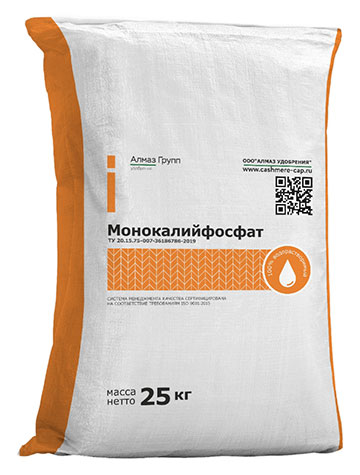 Алмаз Групп
ООО"АЛМАЗ УДОБРЕНИЯ"
www.cashmere-cap.ru
Монокалийфосфат
ТУ 20.15.75-007-36186786-2019
100% водорастворимый
СИСТЕМА МЕНЕДЖМЕНТА КАЧЕСТВА СЕРТИФИЦИРОВАНА
НА СООТВЕТСТВИЕ ТРЕБОВАНИЯМ ISO 9001:2015
масса
нетто 25 кг